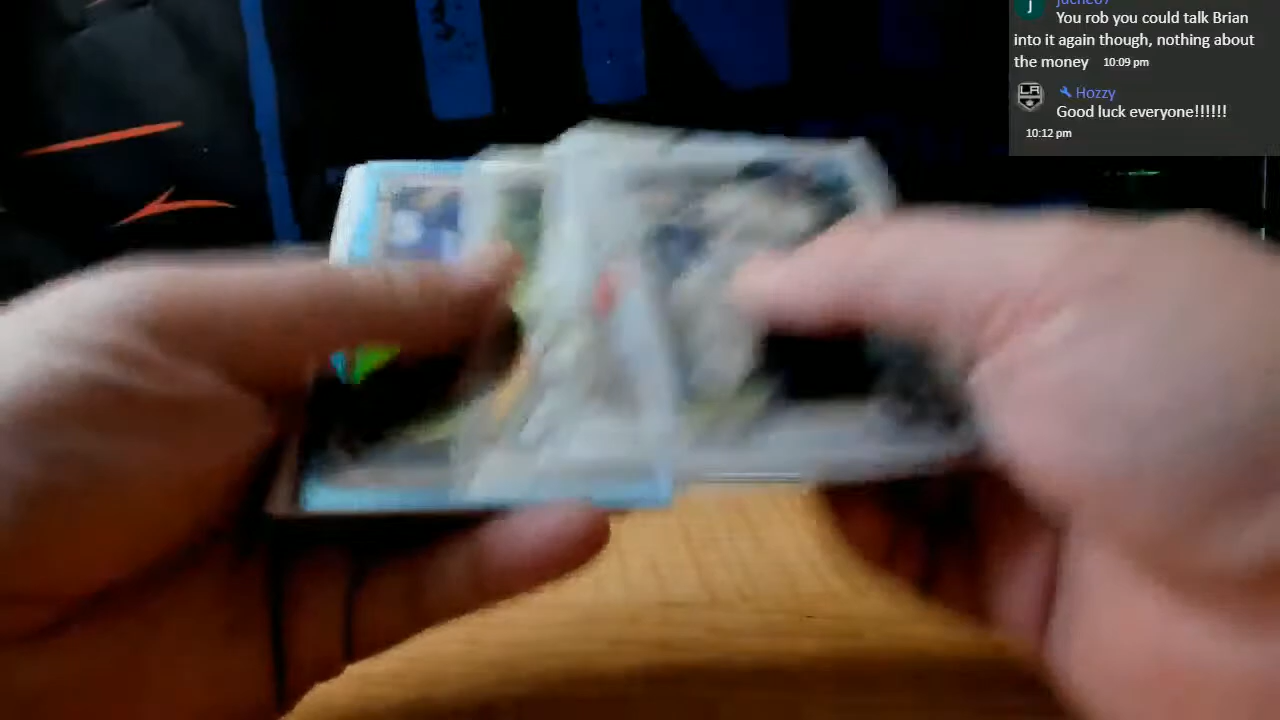 You rob you could talk Brian
into it again though, nothing about
the money 10:09 pm
Hozzy
Good luck everyone!!!!!!
10:12 pm